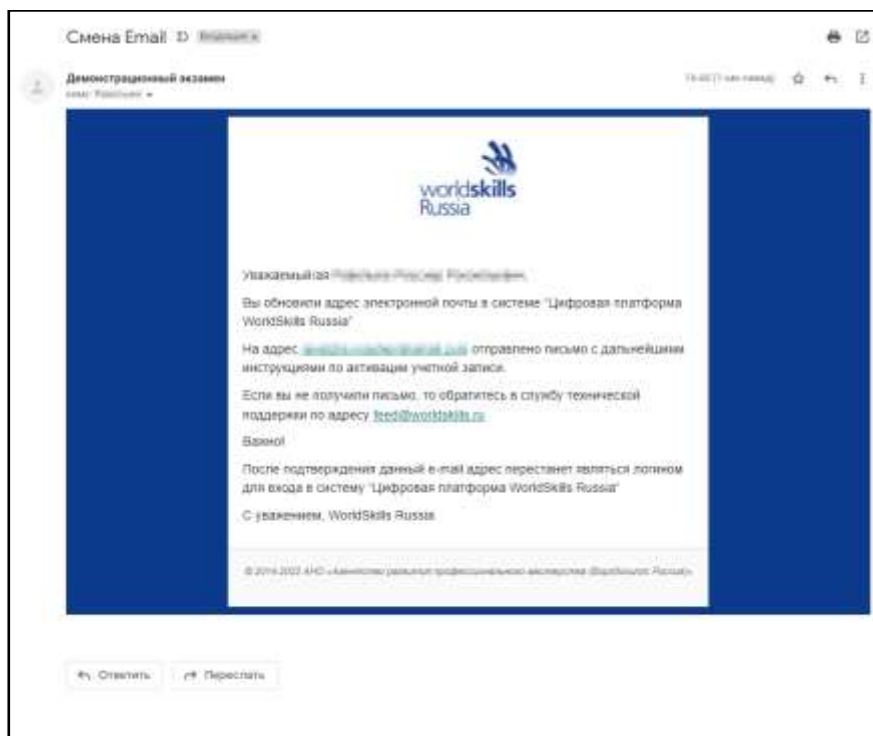 Смена Email
Демонстрационный экзамен
worldskills
Russia
Уважаемый/ая
Вы обновили адрес электронной почты в системе "Цифровая платформа
WorldSkills Russia"
На адрес отправлено письмо с дальнейшими
инструкциями по активации учетной записи.
Если вы не получили письмо, то обратитесь в службу технической
поддержки по адресу feed@worldskills.ru
Важно!
После подтверждения данный e-mail адрес перестанет являться логином
для входа в систему "Цифровая платформа WorldSkills Russia"
С уважением, WorldSkills Russia
Ответить
Переслать